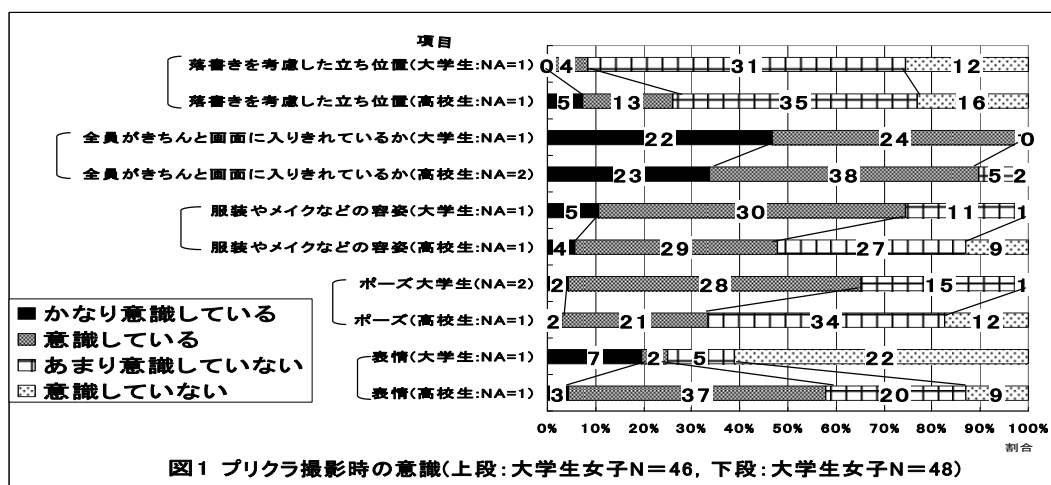 項目
落書きを考慮した立ち位置(大学生:NA=1) 0 4 31 12
落書きを考慮した立ち位置(高校生:NA=1) 5 13 35 16
全員がきちんと画面に入りきれているか(大学生:NA=1) 22 24 0
全員がきちんと画面に入りきれているか(高校生:NA=2) 23 38 5 2
服装やメイクなどの容姿(大学生:NA=1) 5 30 11 1
服装やメイクなどの容姿(高校生:NA=1) 4 29 27 9
ポーズ大学生(NA=2) 2 28 15 1
ポーズ(高校生:NA=1) 2 21 34 12
表情(大学生:NA=1) 7 2 5 22
表情(高校生:NA=1) 3 37 20 9
かなり意識している
意識している
あまり意識していない
意識していない
0% 10% 20% 30% 40% 50% 60% 70% 80% 90% 100%
割合
図1 プリクラ撮影時の意識(上段:大学生女子N=46, 下段:大学生女子N=48)